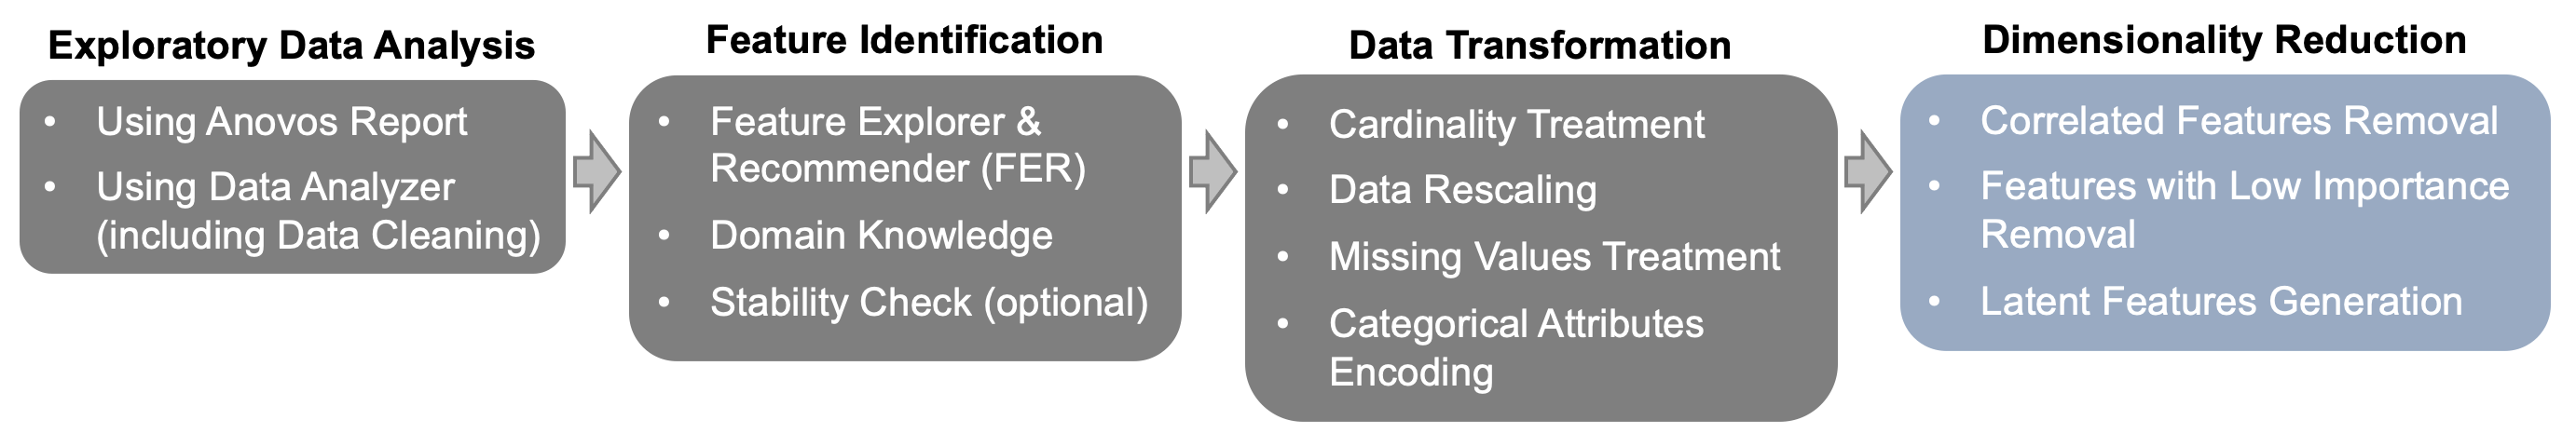 Exploratory Data Analysis
• Using Anovos Report
• Using Data Analyzer
(including Data Cleaning)
Feature Identification
• Feature Explorer &
Recommender (FER)
• Domain Knowledge
• Stability Check (optional)
Data Transformation
• Cardinality Treatment
• Data Rescaling
• Missing Values Treatment
• Categorical Attributes
Encoding
Dimensionality Reduction
• Correlated Features Removal
• Features with Low Importance
Removal
• Latent Features Generation